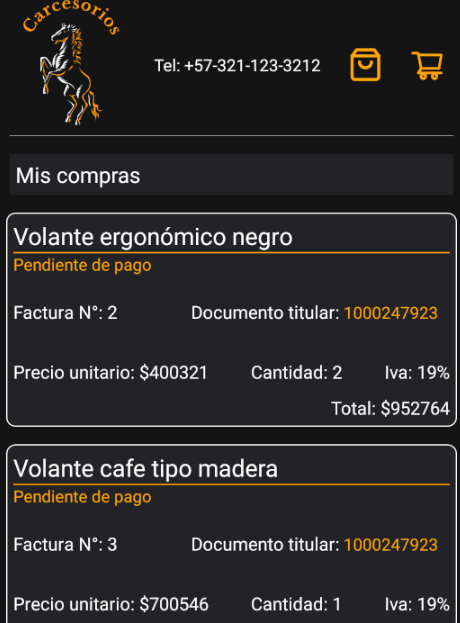 Carcesorios
Tel: +57-321-123-3212
Mis compras
Volante ergonómico negro
Pendiente de pago
Factura N°: 2 Documento titular: 1000247923
Precio unitario: $400321 Cantidad: 2 Iva: 19%
Total: $952764
Volante cafe tipo madera
Pendiente de pago
Factura N°: 3 Documento titular: 1000247923
Precio unitario: $700546 Cantidad: 1 Iva: 19%